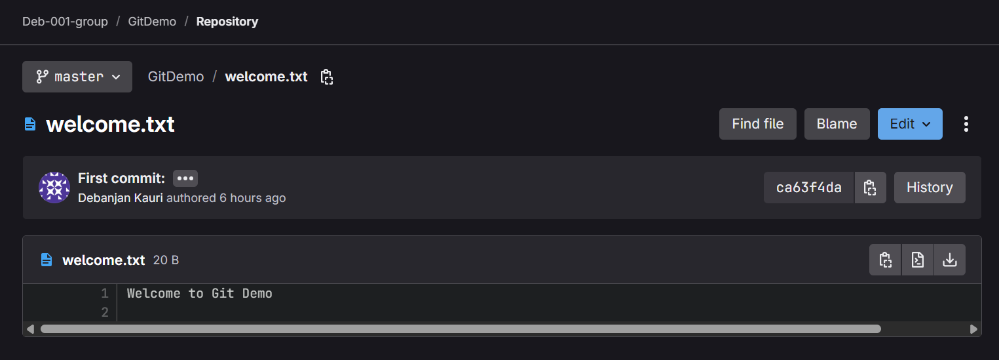 Deb-001-group / GitDemo / Repository
master GitDemo / welcome.txt
welcome.txt Find file Blame Edit
First commit: •••
Debanjan Kauri authored 6 hours ago
ca63f4da History
welcome.txt 20 B
1 Welcome to Git Demo
2